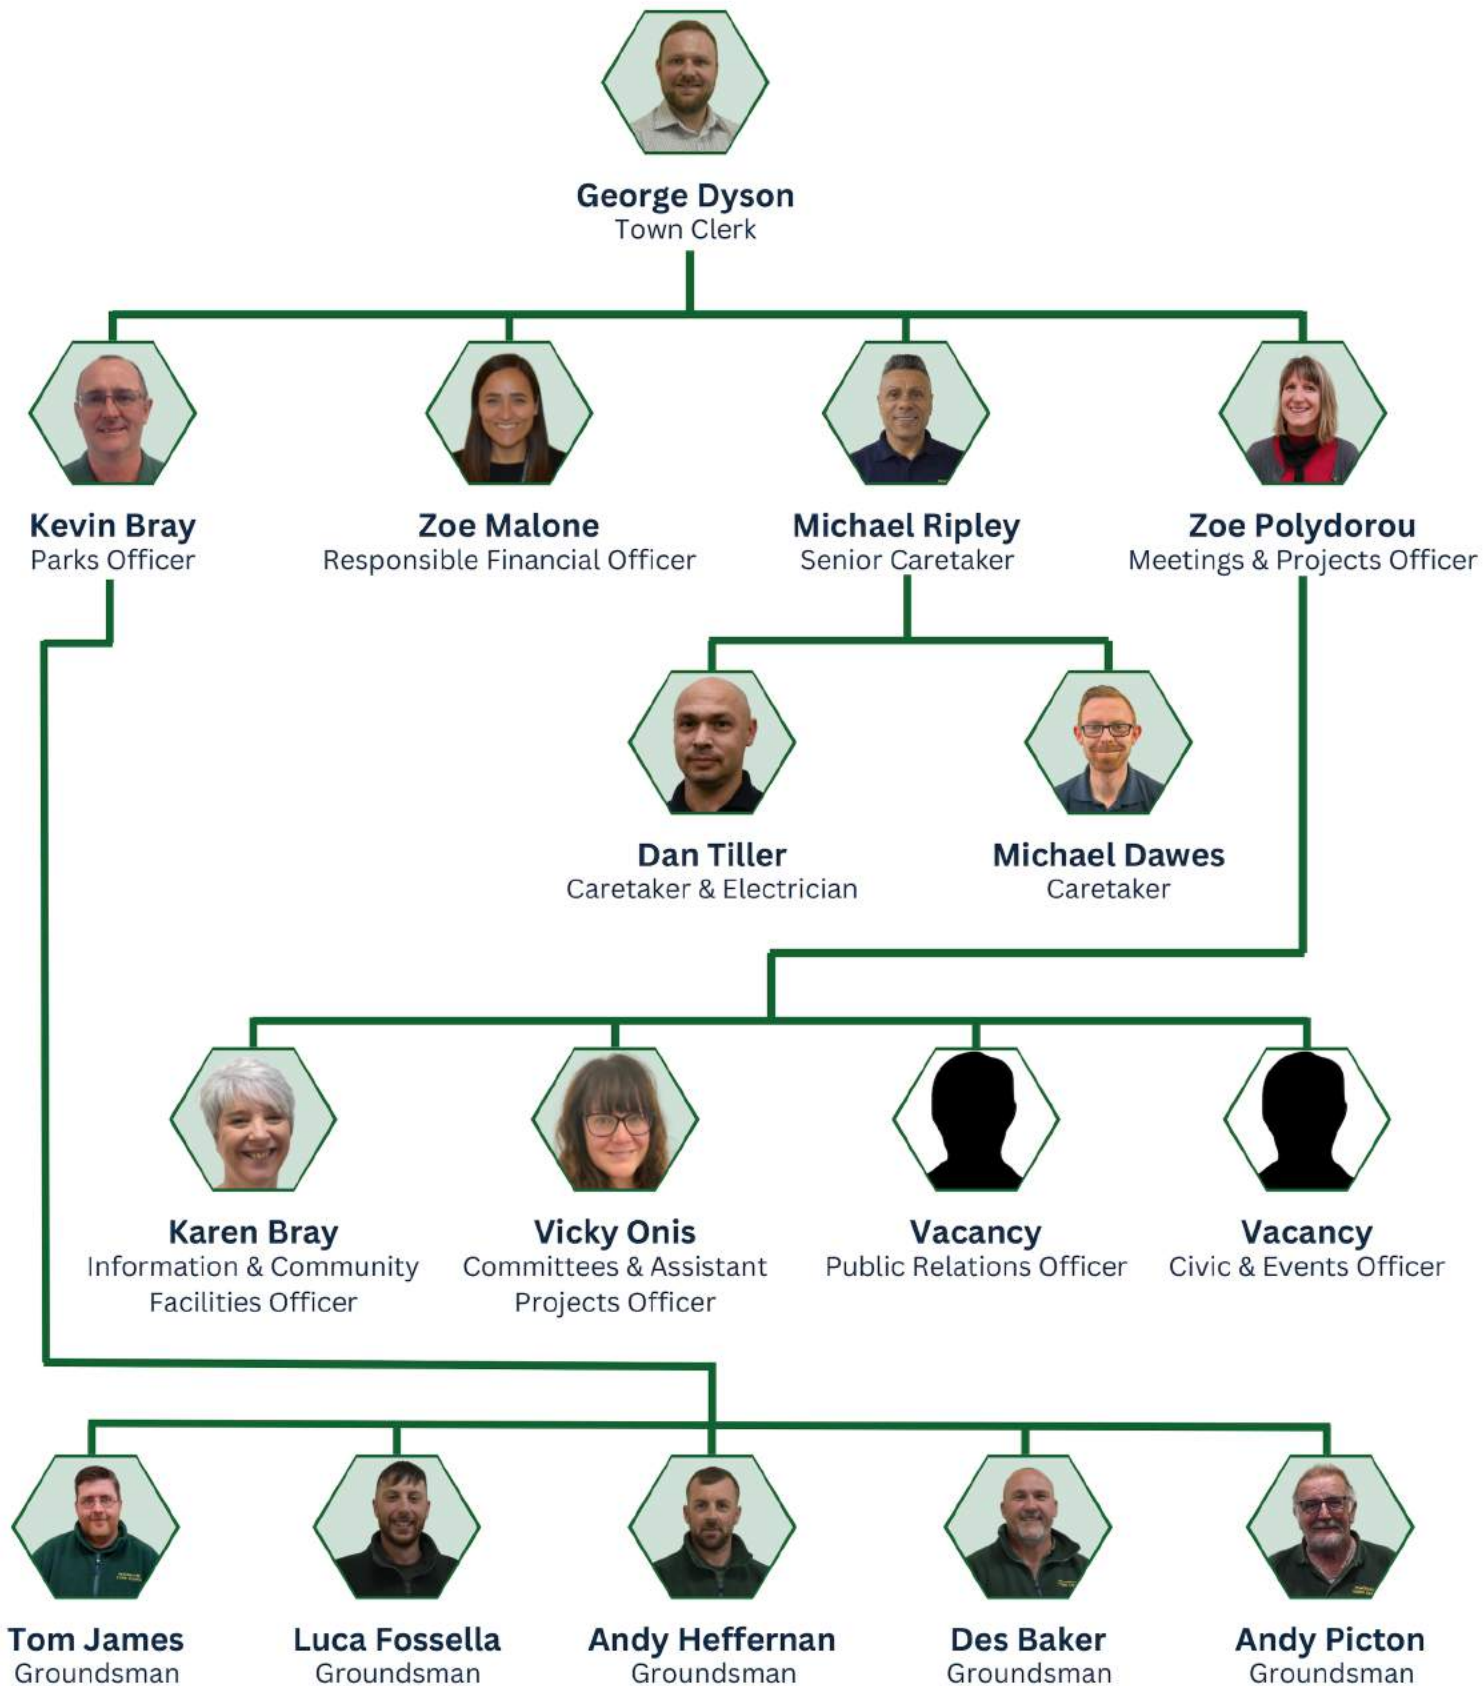 George Dyson
Town Clerk
Kevin Bray
Parks Officer
Zoe Malone
Responsible Financial Officer
Michael Ripley
Senior Caretaker
Zoe Polydorou
Meetings & Projects Officer
Dan Tiller
Caretaker & Electrician
Michael Dawes
Caretaker
Karen Bray
Information & Community
Facilities Officer
Vicky Onis
Committees & Assistant
Projects Officer
Vacancy
Public Relations Officer
Vacancy
Civic & Events Officer
Tom James
Groundsman
Luca Fossella
Groundsman
Andy Heffernan
Groundsman
Des Baker
Groundsman
Andy Picton
Groundsman